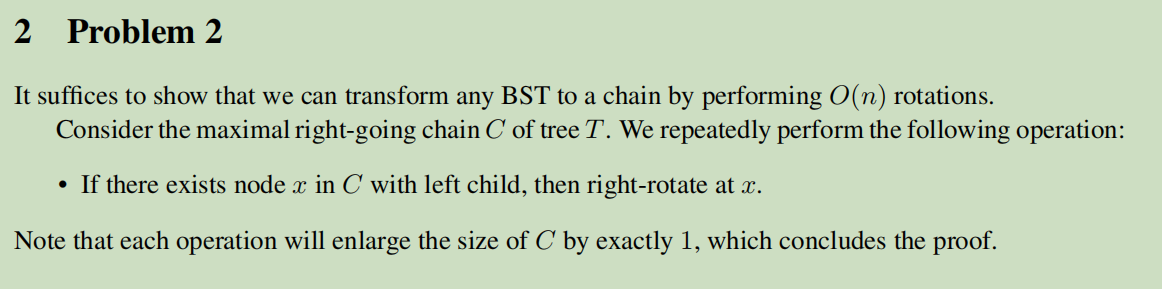 2 Problem 2
It suffices to show that we can transform any BST to a chain by performing O(n) rotations.
Consider the maximal right-going chain C of tree T. We repeatedly perform the following operation:
• If there exists node x in C with left child, then right-rotate at x.
Note that each operation will enlarge the size of C by exactly 1, which concludes the proof.